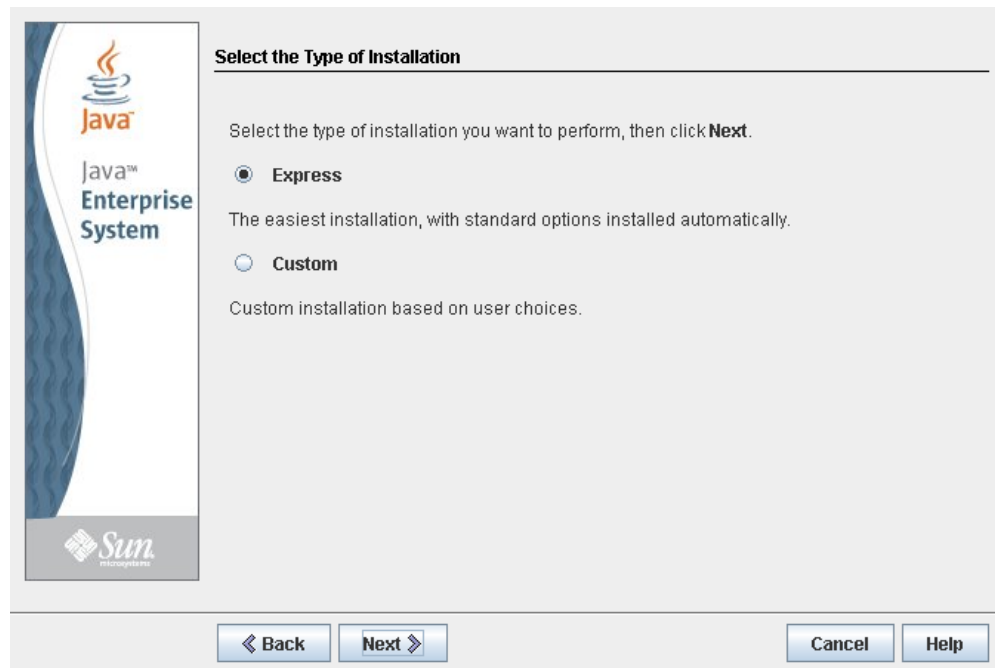 Java™
Java™
Enterprise
System
Sun
microsystems
Select the Type of Installation
Select the type of installation you want to perform, then click Next.
Express
The easiest installation, with standard options installed automatically.
Custom
Custom installation based on user choices.
Back
Next
Cancel
Help